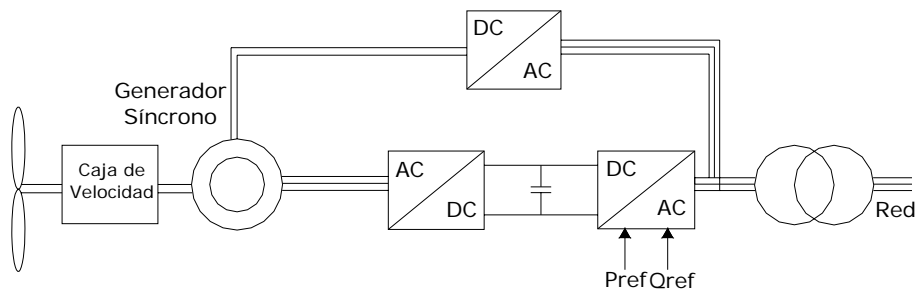 DC
AC
Generador
Síncrono
Caja de
Velocidad
AC
DC
DC
AC
Red
Pref Qref